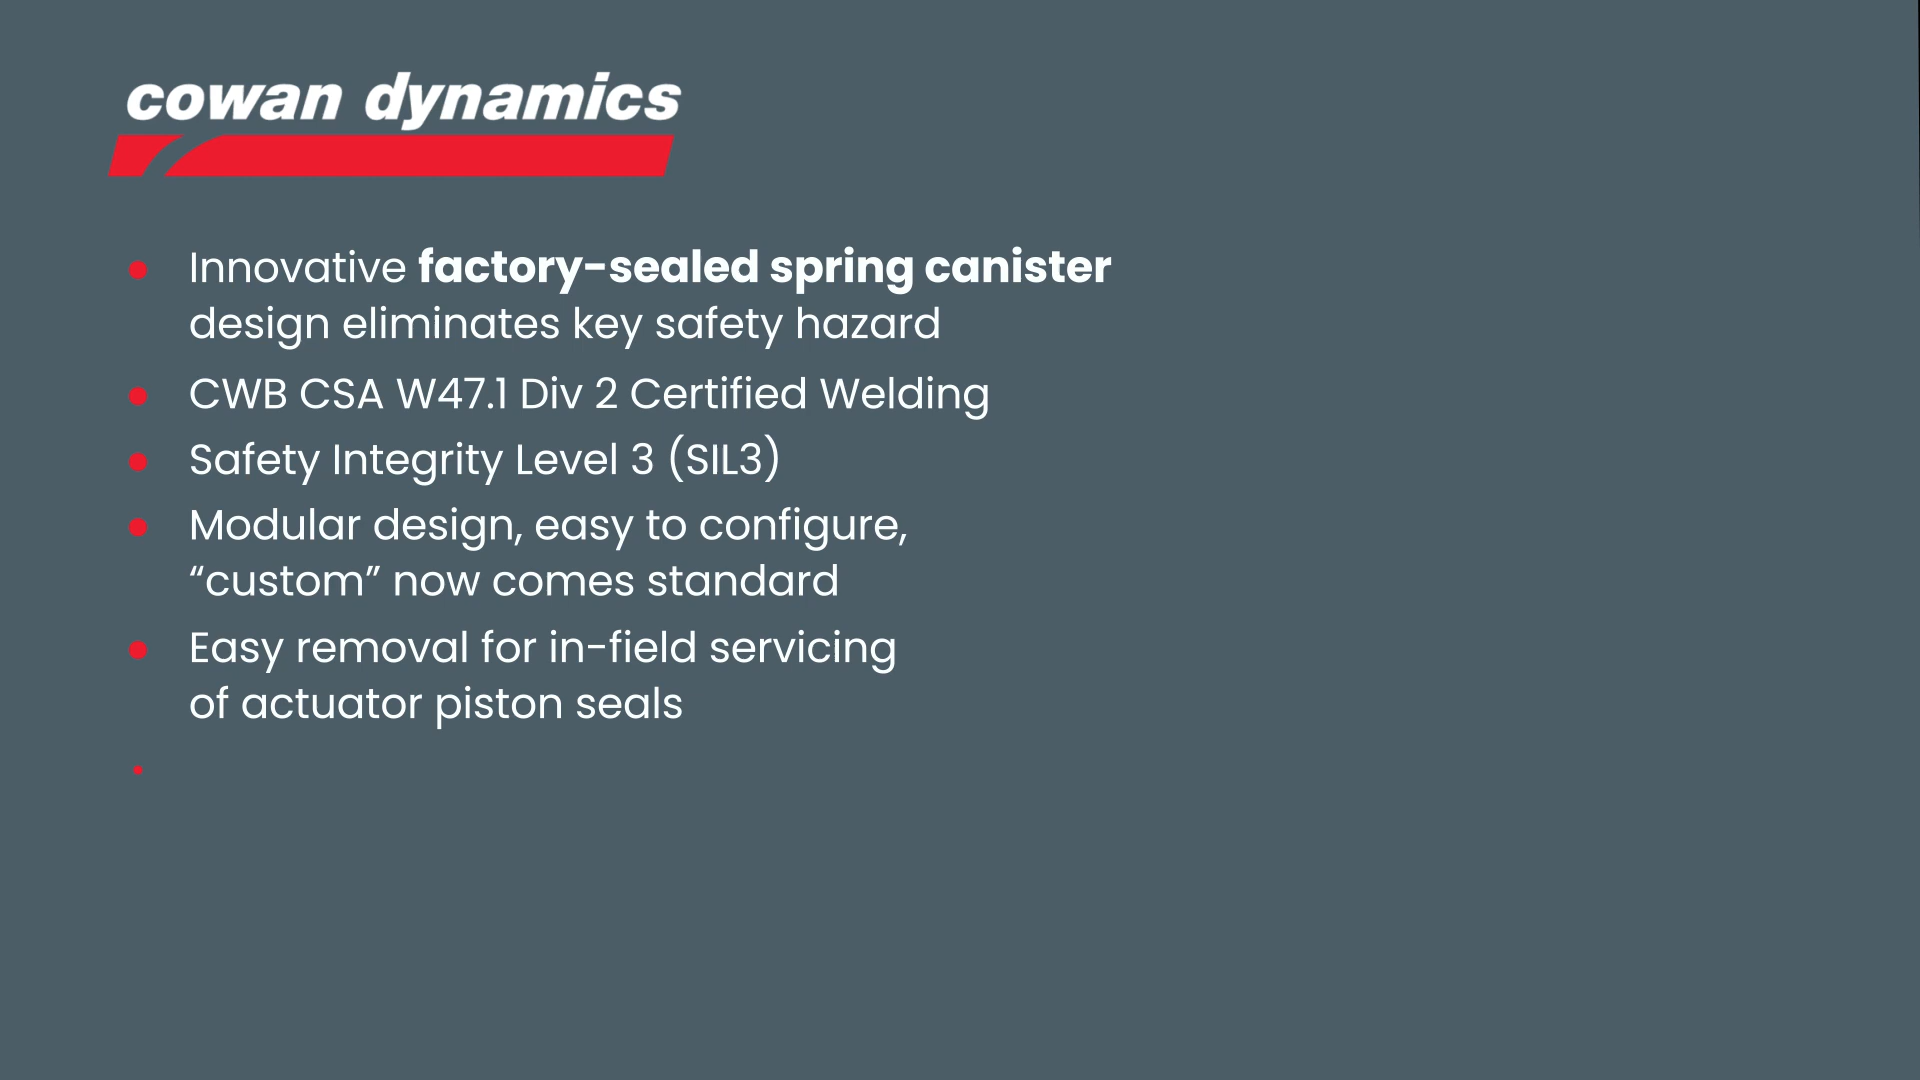 cowan dynamics
• Innovative factory-sealed spring canister
design eliminates key safety hazard
• CWB CSA W47.1 Div 2 Certified Welding
• Safety Integrity Level 3 (SIL3)
• Modular design, easy to configure,
“custom” now comes standard
• Easy removal for in-field servicing
of actuator piston seals
•